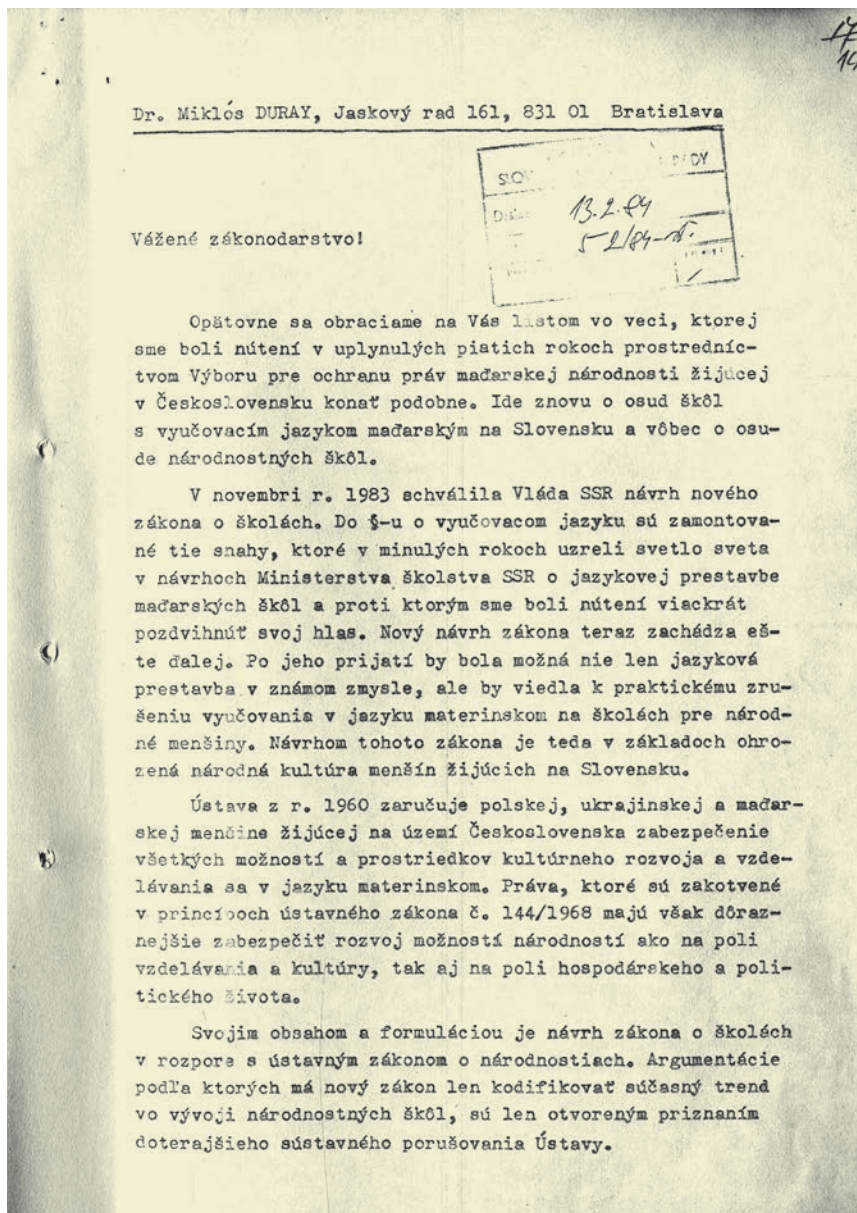 Dr. Miklós DURAY, Jaskový rad 161, 831 01 Bratislava
13.2.84
Vážené zákonodarstvo!
Opätovne sa obraciame na Vás listom vo veci, ktorej
sme boli nútení v uplynulých piatich rokoch prostredníc-
tvom Výboru pre ochranu práv maďarskej národnosti žijúcej
v Československu konať podobne. Ide znovu o osud škôl
s vyučovacím jazykom maďarským na Slovensku a vôbec o osu-
de národnostných škôl.
V novembri r. 1983 schválila Vláda SSR návrh nového
zákona o školách. Do §-u o vyučovacom jazyku sú zamontova-
né tie snahy, ktoré v minulých rokoch uzreli svetlo sveta
v návrhoch Ministerstva školstva SSR o jazykovej prestavbe
maďarských škôl a proti ktorým sme boli nútení viackrát
pozdvihnúť svoj hlas. Nový návrh zákona teraz zachádza eš-
te ďalej. Po jeho prijatí by bola možná nie len jazyková
prestavba v známom zmysle, ale by viedla k praktickému zru-
šeniu vyučovania v jazyku materinskom na školách pre národ-
né menšiny. Návrhom tohoto zákona je teda v základoch ohro-
zená národná kultúra menšín žijúcich na Slovensku.
Ústava z r. 1960 zaručuje polskej, ukrajinskej a maďar-
skej menšine žijúcej na území Československa zabezpečenie
všetkých možností a prostriedkov kultúrneho rozvoja a vzde-
lávania sa v jazyku materinskom. Práva, ktoré sú zakotvené
v princípoch ústavného zákona č. 144/1968 majú však dôraz-
nejšie zabezpečiť rozvoj možností národností ako na poli
vzdelávania a kultúry, tak aj na poli hospodárskeho a poli-
tického života.
Svojim obsahom a formuláciou je návrh zákona o školách
v rozpore s ústavným zákonom o národnostiach. Argumentácie
podľa ktorých má nový zákon len kodifikovať súčasný trend
vo vývoji národnostných škôl, sú len otvoreným priznaním
doterajšieho sústavného porušovania Ústavy.